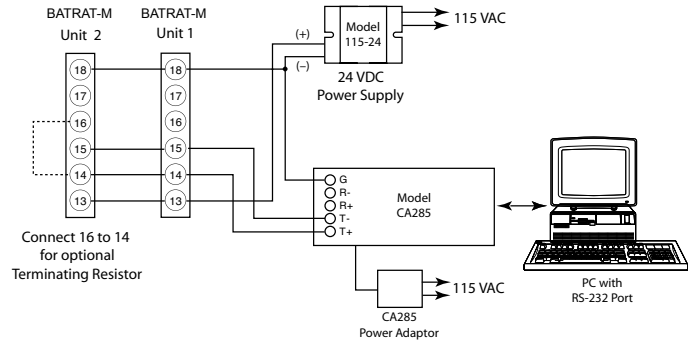 BATRAT-M
Unit 2
BATRAT-M
Unit 1
18
17
16
15
14
13
18
17
16
15
14
13
Connect 16 to 14
for optional
Terminating Resistor
(+)
(–)
Model
115-24
115 VAC
24 VDC
Power Supply
G
R-
R+
T-
T+
Model
CA285
CA285
Power Adaptor
115 VAC
PC with
RS-232 Port